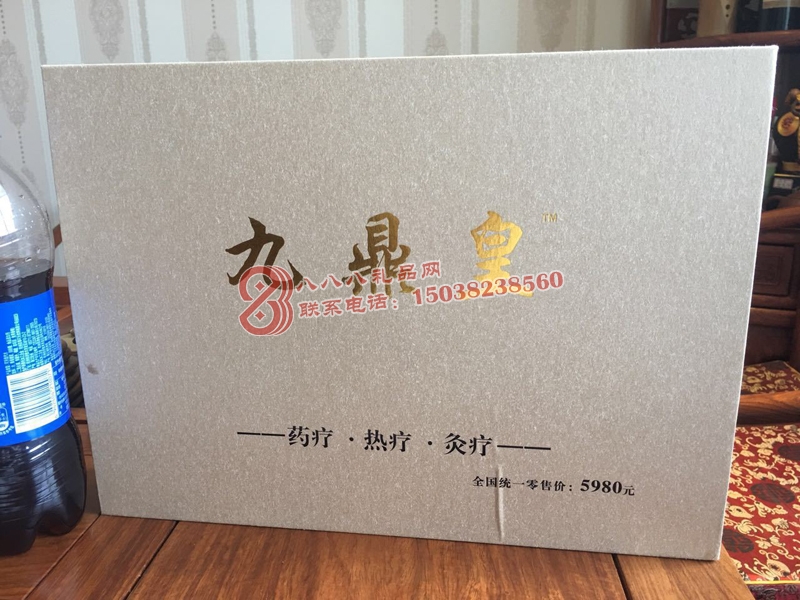 九鼎皇™
八八八礼品网
联系电话：15038238560
——药疗·热疗·灸疗——
全国统一零售价：5980元